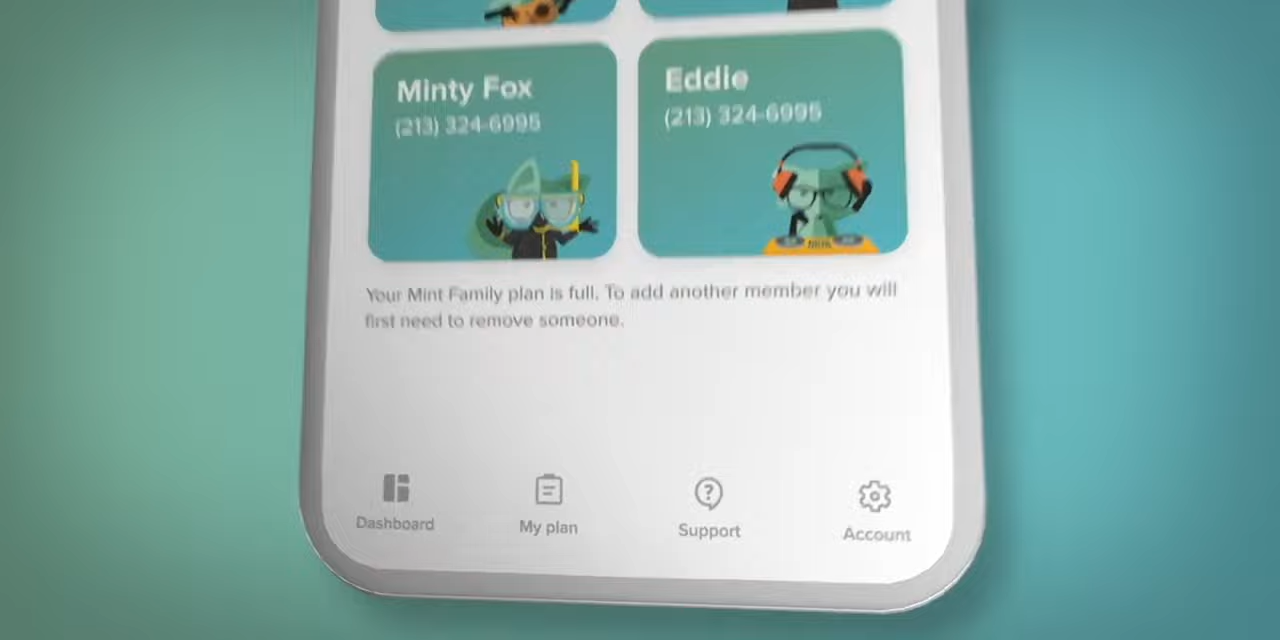 Minty Fox
(213) 324-6995
Eddie
(213) 324-6995
Your Mint Family plan is full. To add another member you will
first need to remove someone.
Dashboard
My plan
Support
Account